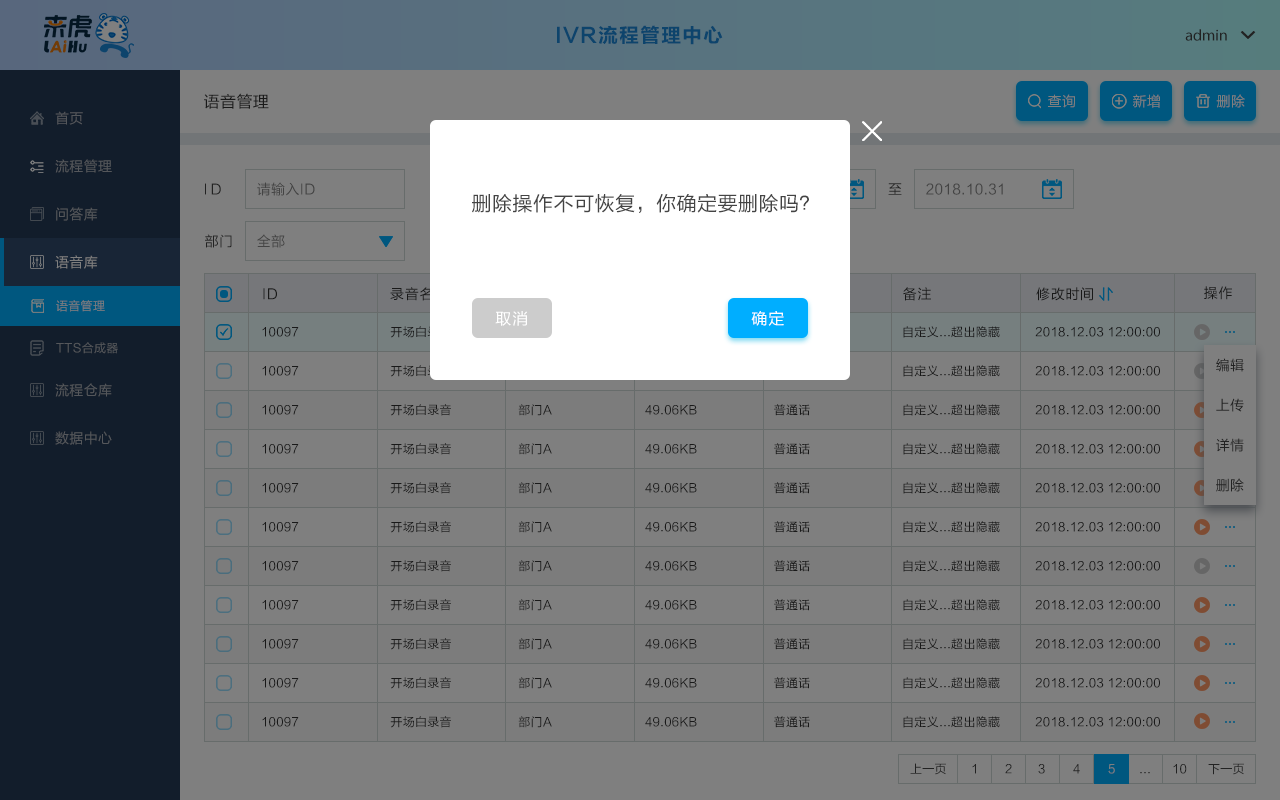 来虎
LAiHu
IVR流程管理中心
admin
首页
流程管理
问答库
语音库
语音管理
TTS合成器
流程仓库
数据中心
语音管理
查询
新增
删除
ID 请输入ID 至 2018.10.31
部门 全部
删除操作不可恢复，你确定要删除吗?
取消 确定
ID 录音名 备注 修改时间 操作
10097 开场白 自定义...超出隐藏 2018.12.03 12:00:00 ...
10097 开场白 自定义...超出隐藏 2018.12.03 12:00:00
10097 开场白录音 部门A 49.06KB 普通话 自定义...超出隐藏 2018.12.03 12:00:00
10097 开场白录音 部门A 49.06KB 普通话 自定义...超出隐藏 2018.12.03 12:00:00
10097 开场白录音 部门A 49.06KB 普通话 自定义...超出隐藏 2018.12.03 12:00:00
10097 开场白录音 部门A 49.06KB 普通话 自定义...超出隐藏 2018.12.03 12:00:00 ...
10097 开场白录音 部门A 49.06KB 普通话 自定义...超出隐藏 2018.12.03 12:00:00 ...
10097 开场白录音 部门A 49.06KB 普通话 自定义...超出隐藏 2018.12.03 12:00:00 ...
10097 开场白录音 部门A 49.06KB 普通话 自定义...超出隐藏 2018.12.03 12:00:00 ...
10097 开场白录音 部门A 49.06KB 普通话 自定义...超出隐藏 2018.12.03 12:00:00 ...
10097 开场白录音 部门A 49.06KB 普通话 自定义...超出隐藏 2018.12.03 12:00:00 ...
编辑
上传
详情
删除
上一页 1 2 3 4 5 ... 10 下一页